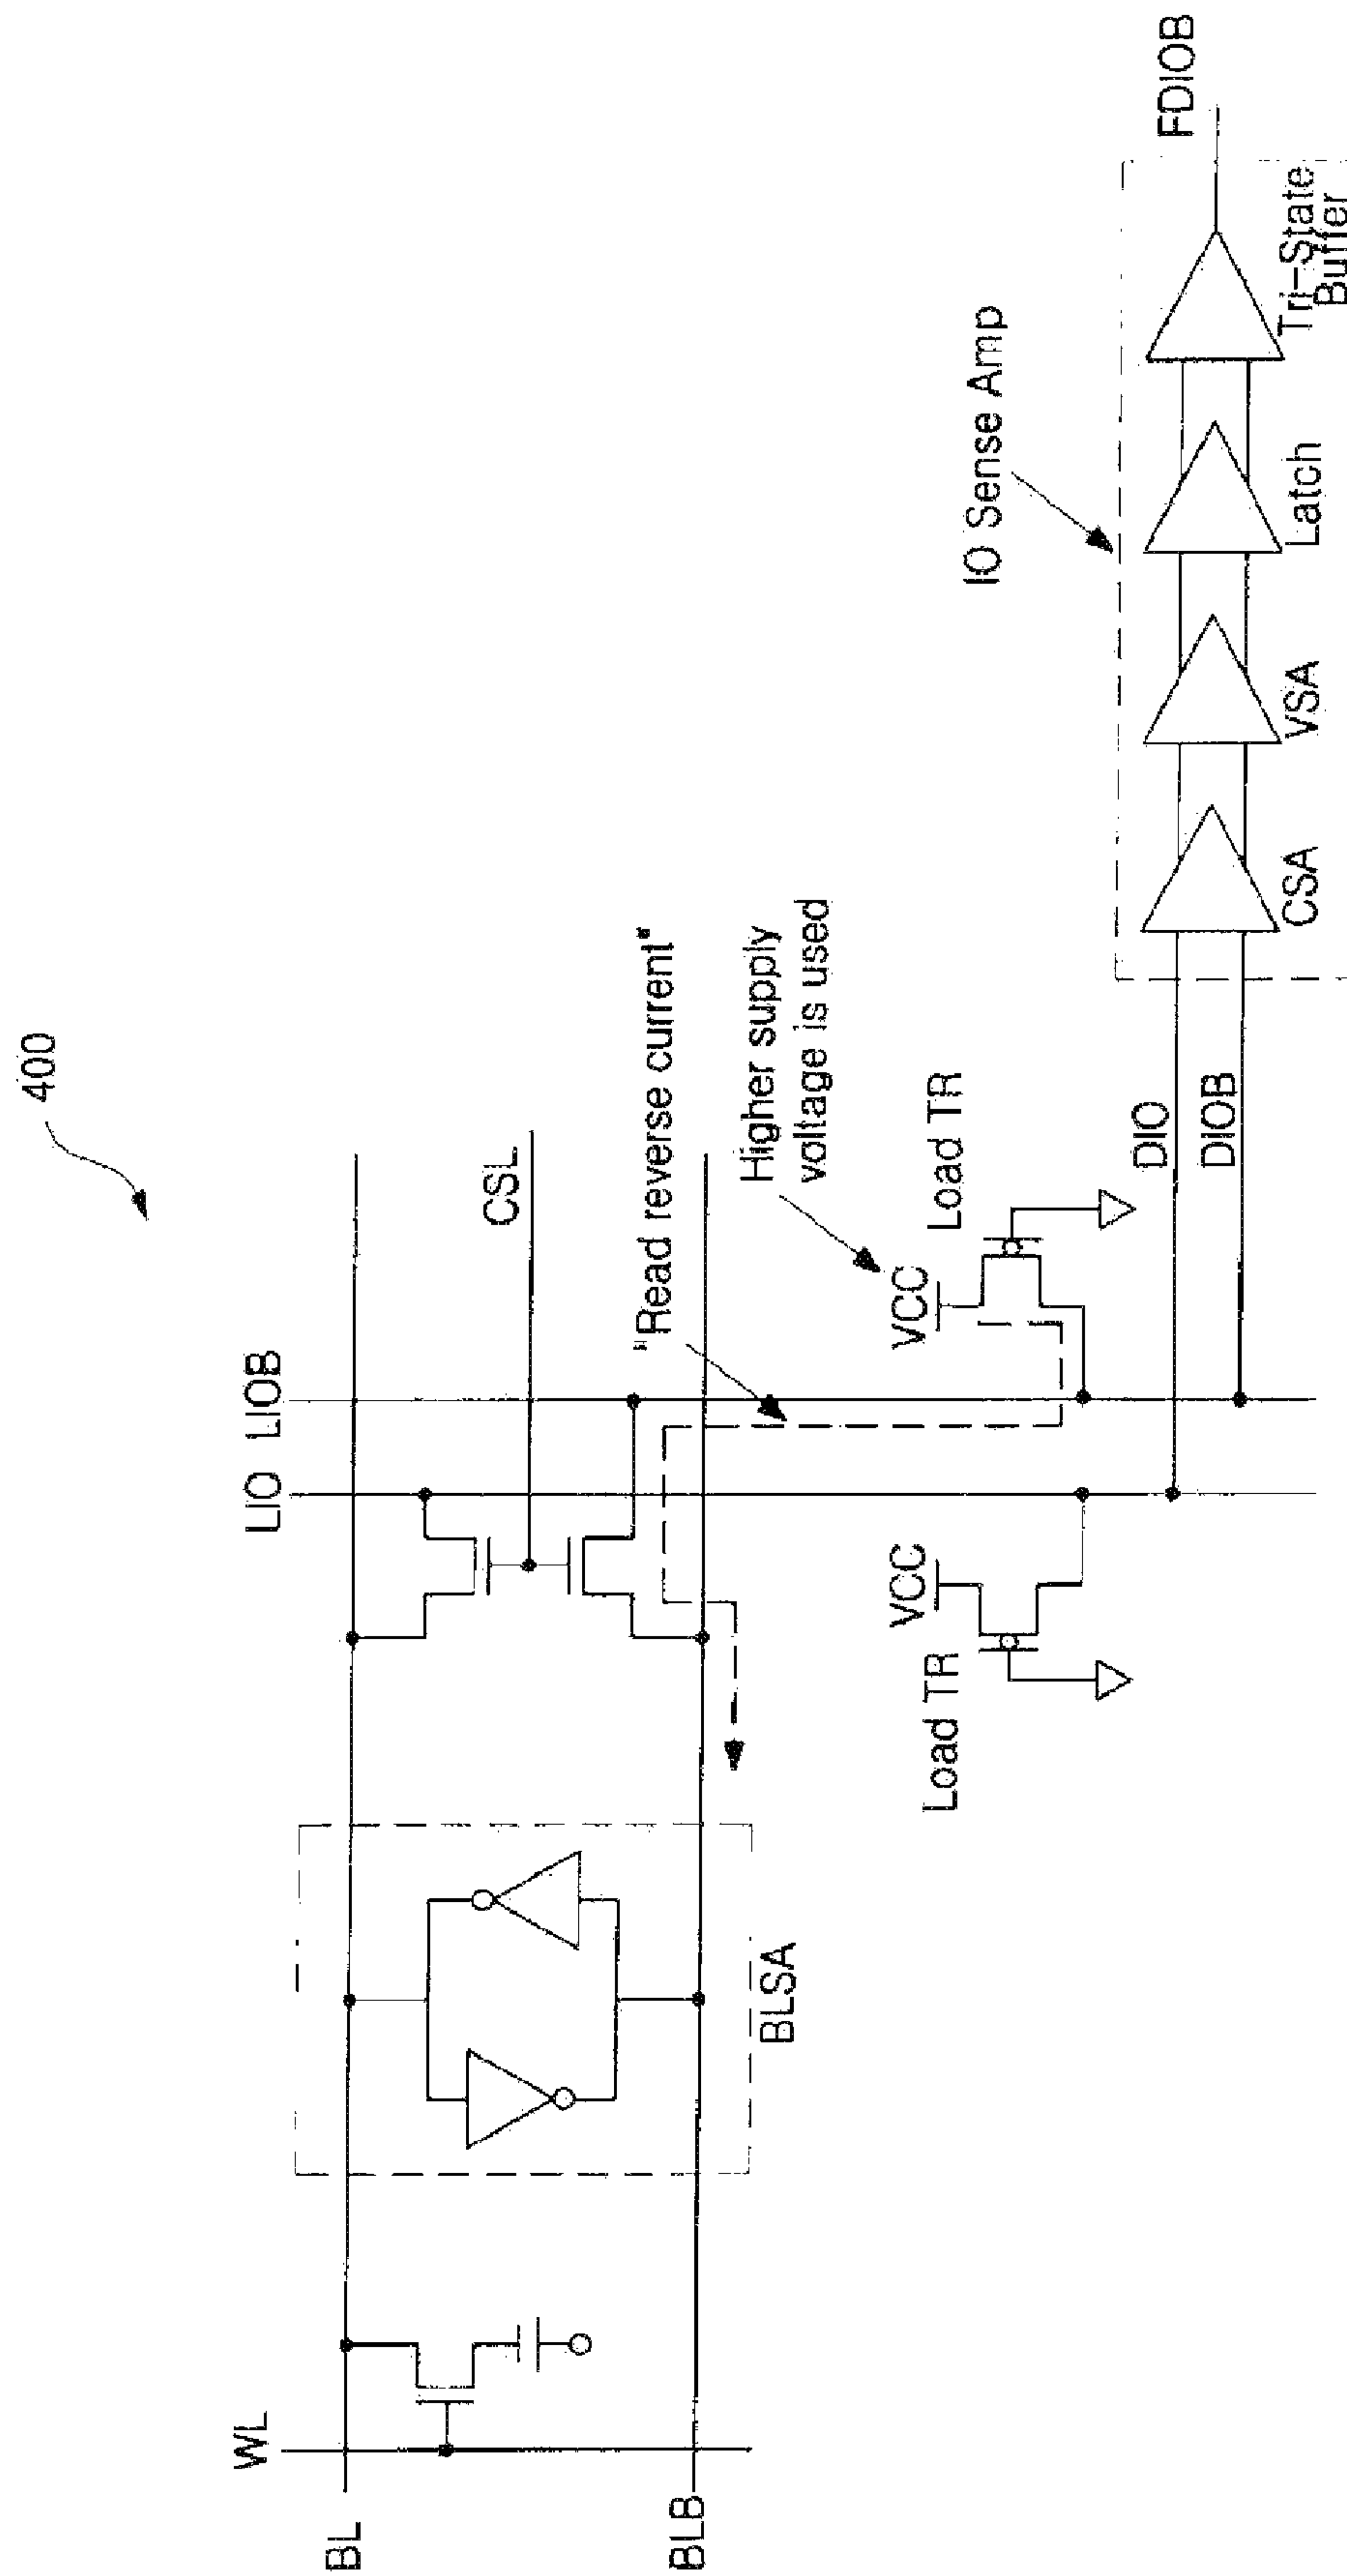 400
LIO LIOB
WL
BL
CSL
BLB
BLSA
"Read reverse current"
Higher supply
voltage is used
VCC
Load TR
VCC
Load TR
DIO
DIOB
IO Sense Amp
CSA
VSA
Latch
Tri-State
Buffer
FDIOB